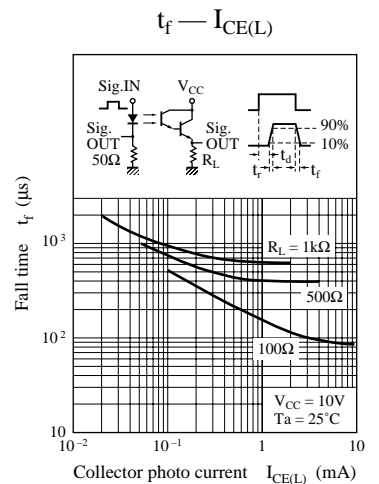 t_f — I_CE(L)
Sig.IN
V_CC
Sig.
OUT
50Ω
Sig.
OUT
R_L
90%
10%
t_d
t_r
t_f
Fall time t_f (μs)
10^3
10^2
10
R_L = 1kΩ
500Ω
100Ω
V_CC = 10V
Ta = 25˚C
10^−2
10^−1
1
10
Collector photo current I_CE(L) (mA)